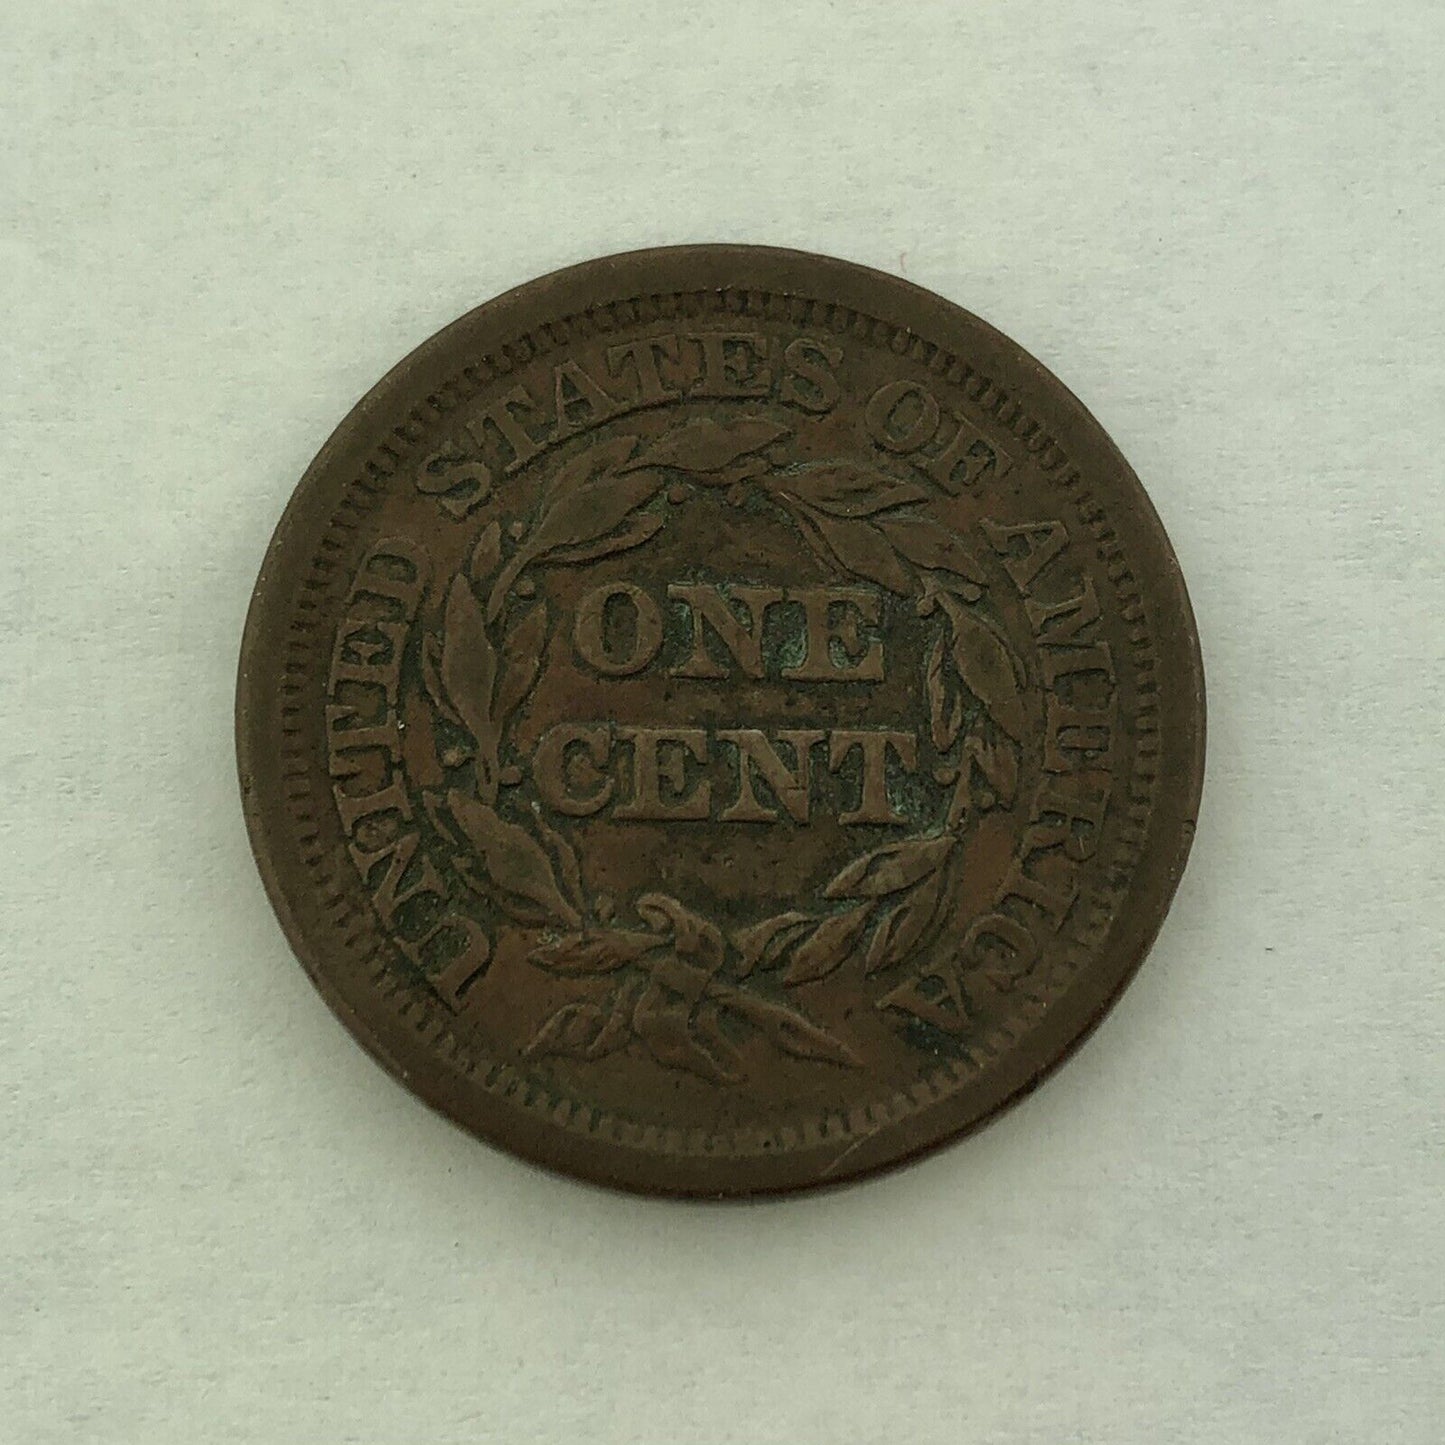 UNITED STATES OF AMERICA
ONE
CENT